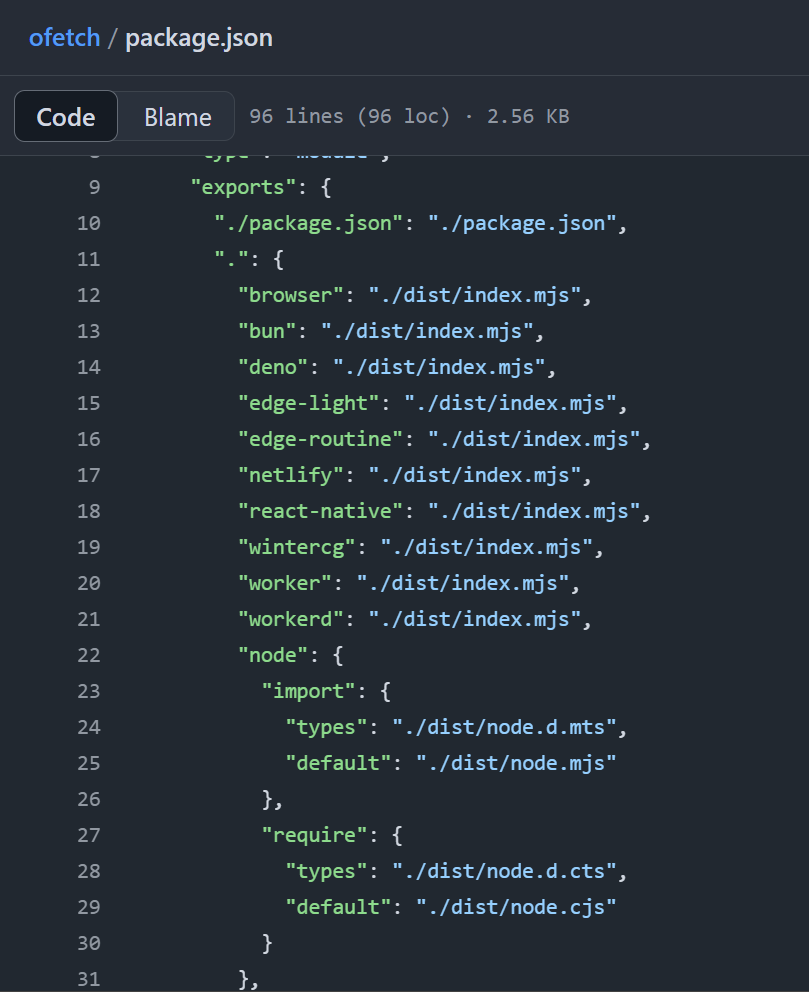 ofetch / package.json
Code Blame 96 lines (96 loc) · 2.56 KB
9 "exports": {
10 "./package.json": "./package.json",
11 ".": {
12 "browser": "./dist/index.mjs",
13 "bun": "./dist/index.mjs",
14 "deno": "./dist/index.mjs",
15 "edge-light": "./dist/index.mjs",
16 "edge-routine": "./dist/index.mjs",
17 "netlify": "./dist/index.mjs",
18 "react-native": "./dist/index.mjs",
19 "wintercg": "./dist/index.mjs",
20 "worker": "./dist/index.mjs",
21 "workerd": "./dist/index.mjs",
22 "node": {
23 "import": {
24 "types": "./dist/node.d.mts",
25 "default": "./dist/node.mjs"
26 },
27 "require": {
28 "types": "./dist/node.d.cts",
29 "default": "./dist/node.cjs"
30 }
31 },